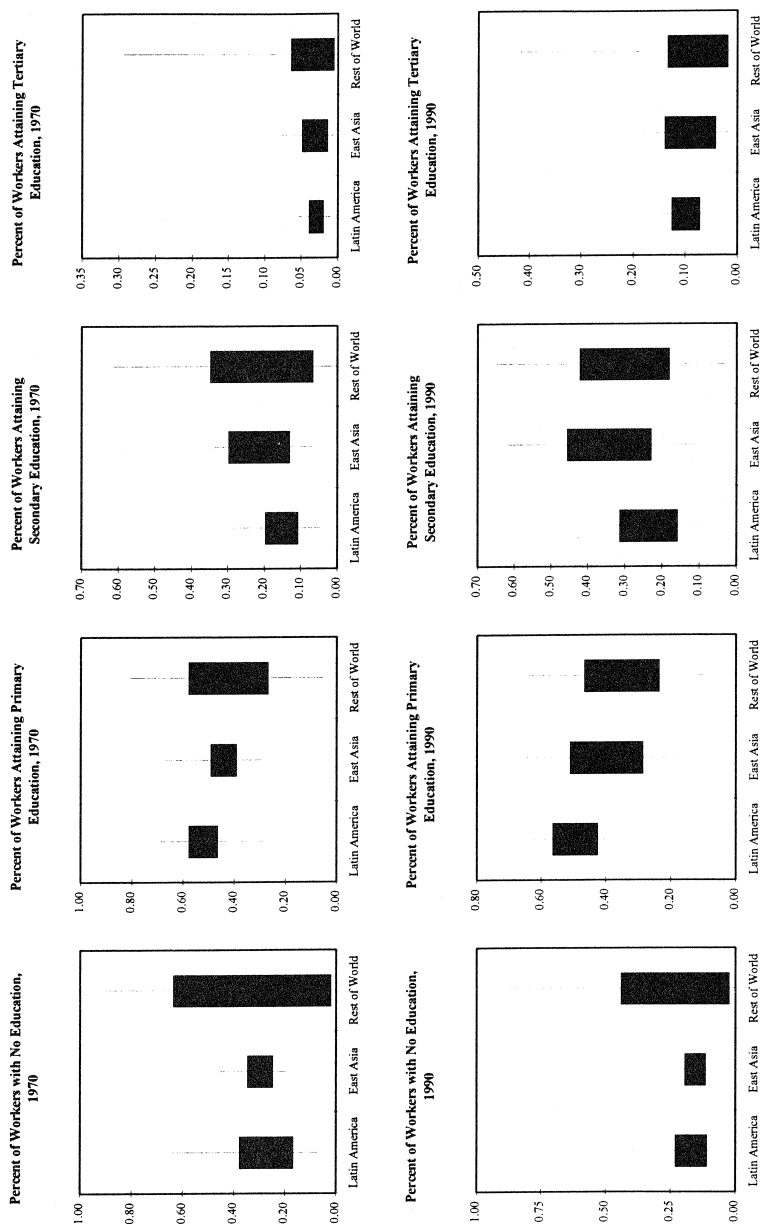 Percent of Workers with No Education,
1970
1.00
0.80
0.60
0.40
0.20
0.00
Latin America
East Asia
Rest of World
Percent of Workers Attaining Primary
Education, 1970
1.00
0.80
0.60
0.40
0.20
0.00
Latin America
East Asia
Rest of World
Percent of Workers Attaining
Secondary Education, 1970
0.70
0.60
0.50
0.40
0.30
0.20
0.10
0.00
Latin America
East Asia
Rest of World
Percent of Workers Attaining Tertiary
Education, 1970
0.35
0.30
0.25
0.20
0.15
0.10
0.05
0.00
Latin America
East Asia
Rest of World
Percent of Workers with No Education,
1990
1.00
0.75
0.50
0.25
0.00
Latin America
East Asia
Rest of World
Percent of Workers Attaining Primary
Education, 1990
0.80
0.60
0.40
0.20
0.00
Latin America
East Asia
Rest of World
Percent of Workers Attaining
Secondary Education, 1990
0.70
0.60
0.50
0.40
0.30
0.20
0.10
0.00
Latin America
East Asia
Rest of World
Percent of Workers Attaining Tertiary
Education, 1990
0.50
0.40
0.30
0.20
0.10
0.00
Latin America
East Asia
Rest of World